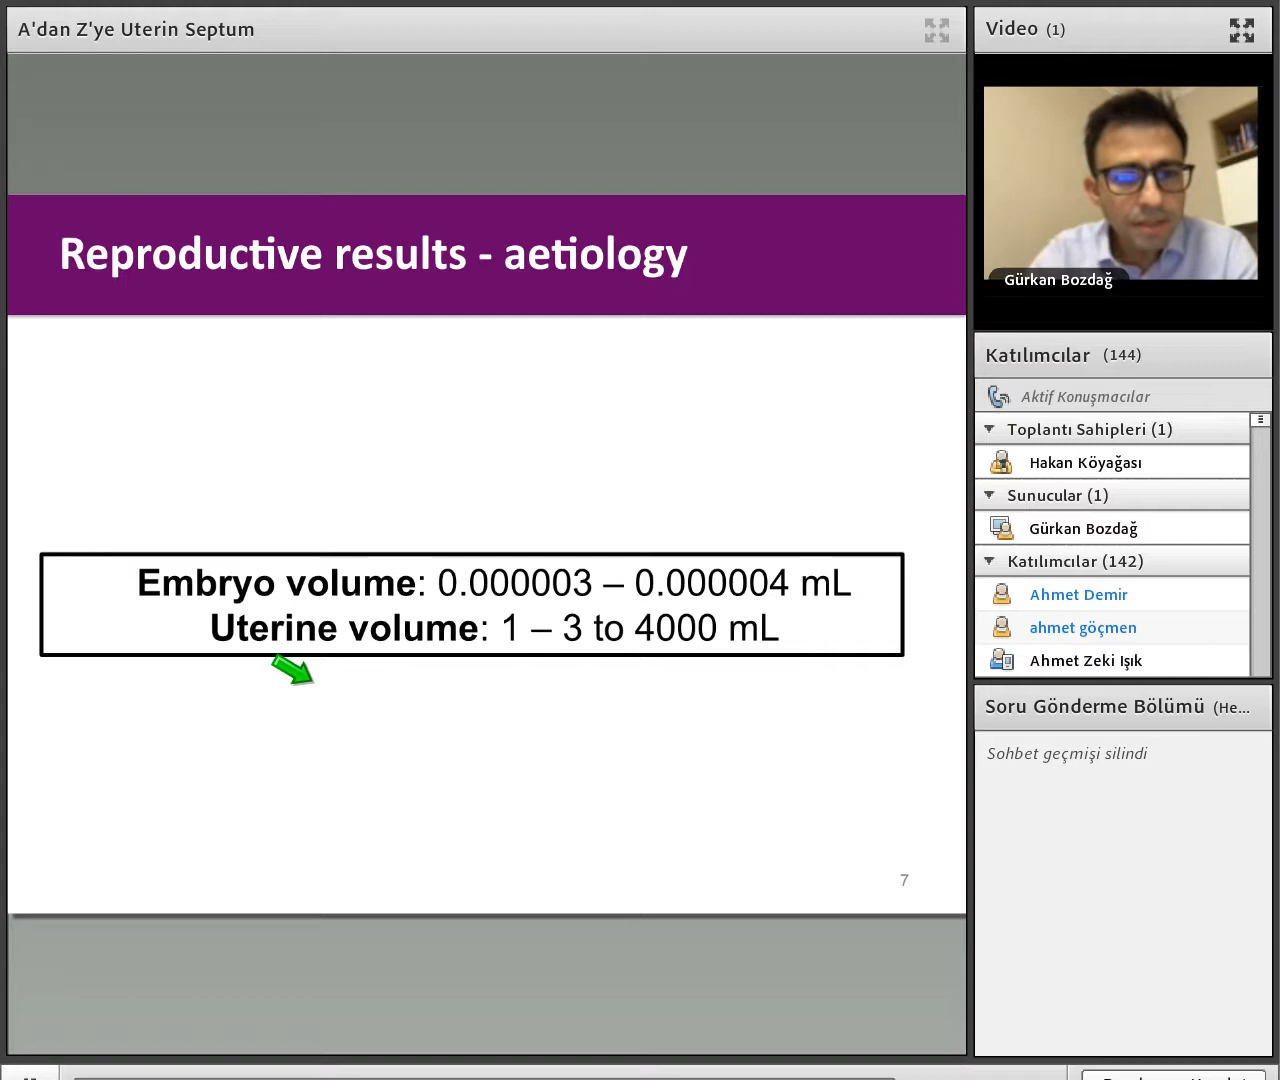 A'dan Z'ye Uterin Septum
Reproductive results - aetiology
Embryo volume: 0.000003 – 0.000004 mL
Uterine volume: 1 – 3 to 4000 mL
7
Video (1)
Gürkan Bozdağ
Katılımcılar (144)
Aktif Konuşmacılar
Toplantı Sahipleri (1)
Hakan Köyağası
Sunucular (1)
Gürkan Bozdağ
Katılımcılar (142)
Ahmet Demir
ahmet göçmen
Ahmet Zeki Işık
Soru Gönderme Bölümü (He...
Sohbet geçmişi silindi